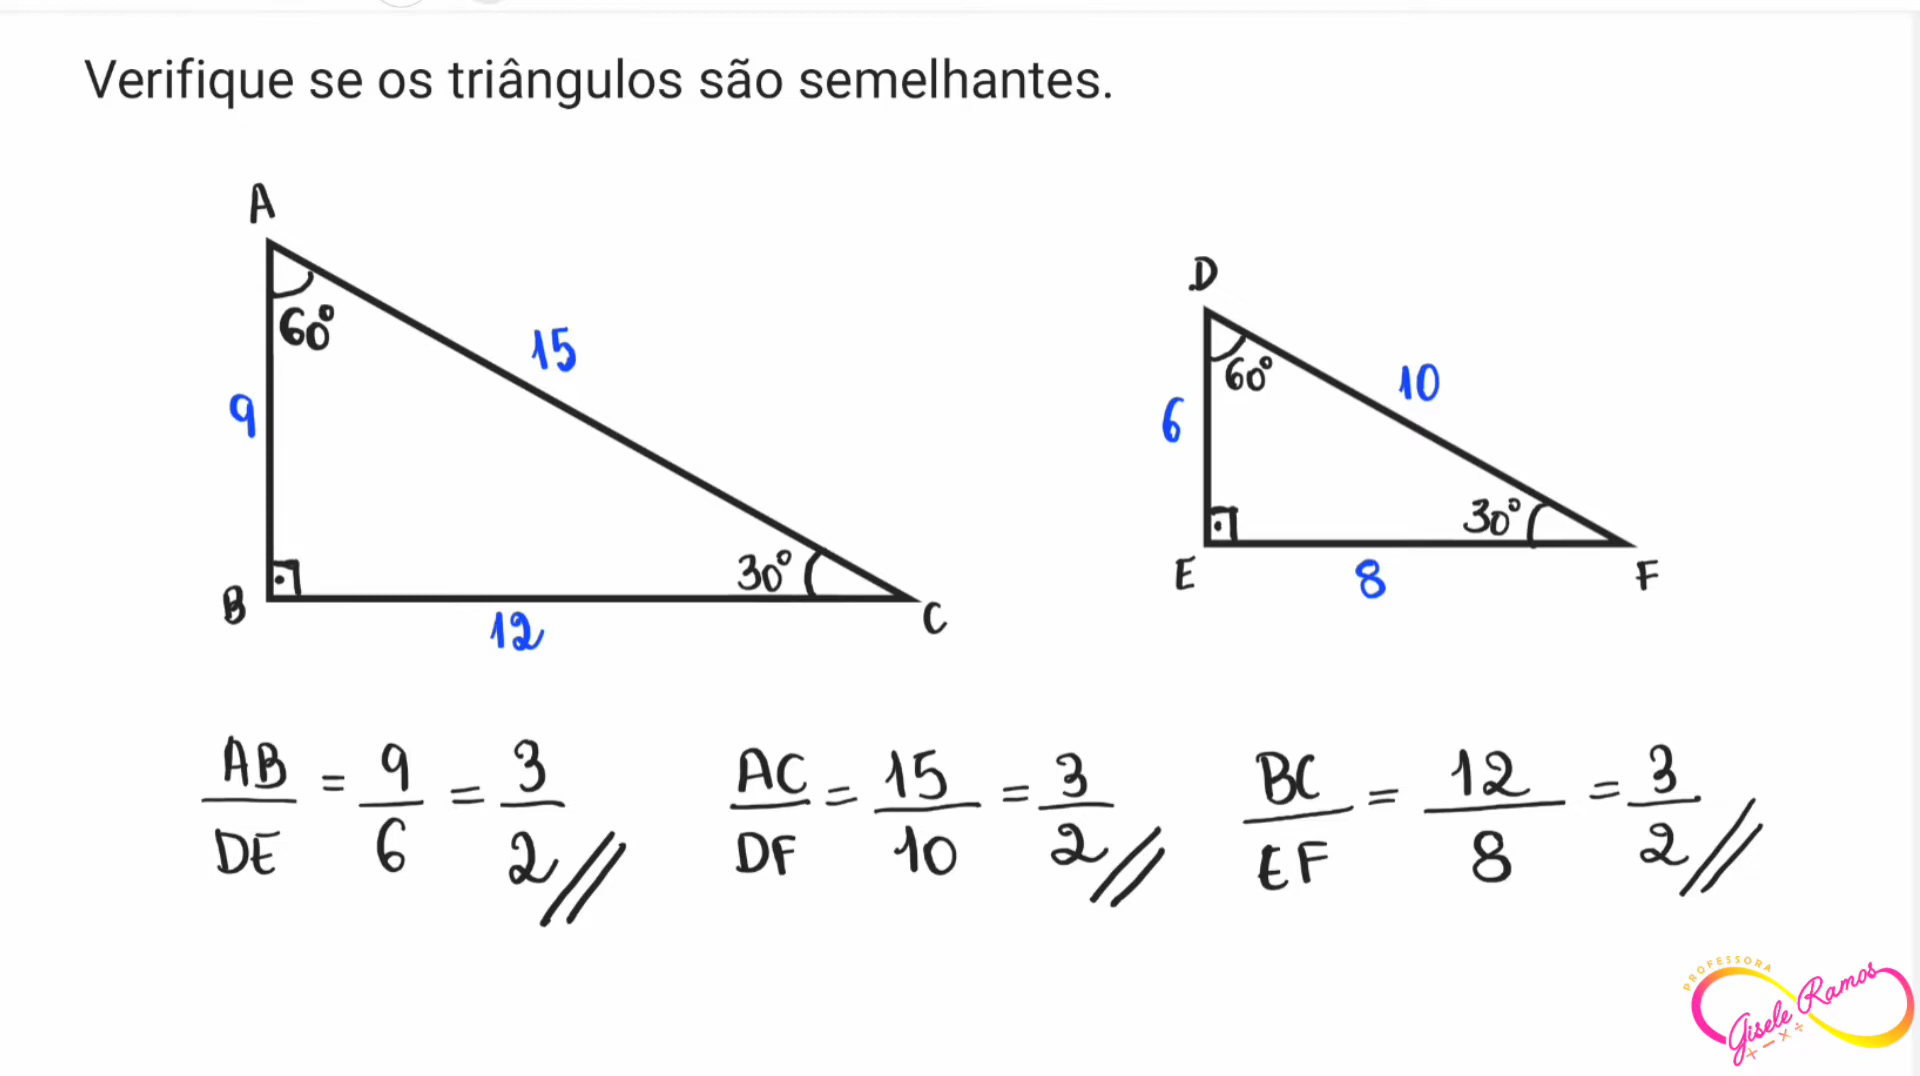 Verifique se os triângulos são semelhantes.
A
60°
15
9
B
12
30°
C
D
60°
10
6
E
8
30°
F
AB/DE = 9/6 = 3/2 //
AC/DF = 15/10 = 3/2 //
BC/EF = 12/8 = 3/2 //
PROFESSORA
Gisele Ramos
+ − × ÷